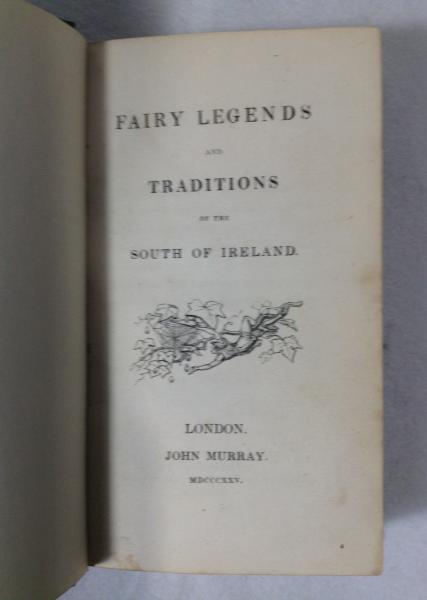 FAIRY LEGENDS
AND
TRADITIONS
OF THE
SOUTH OF IRELAND.
LONDON.
JOHN MURRAY.
MDCCCXXV.